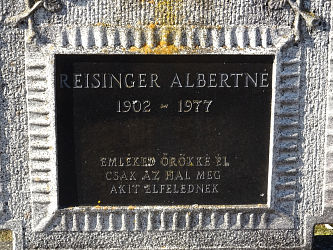 REISINGER ALBERTNÉ
1902 - 1977
EMLÉKED ÖRÖKKÉ ÉL
CSAK AZ HAL MEG
AKIT ELFELEDNEK